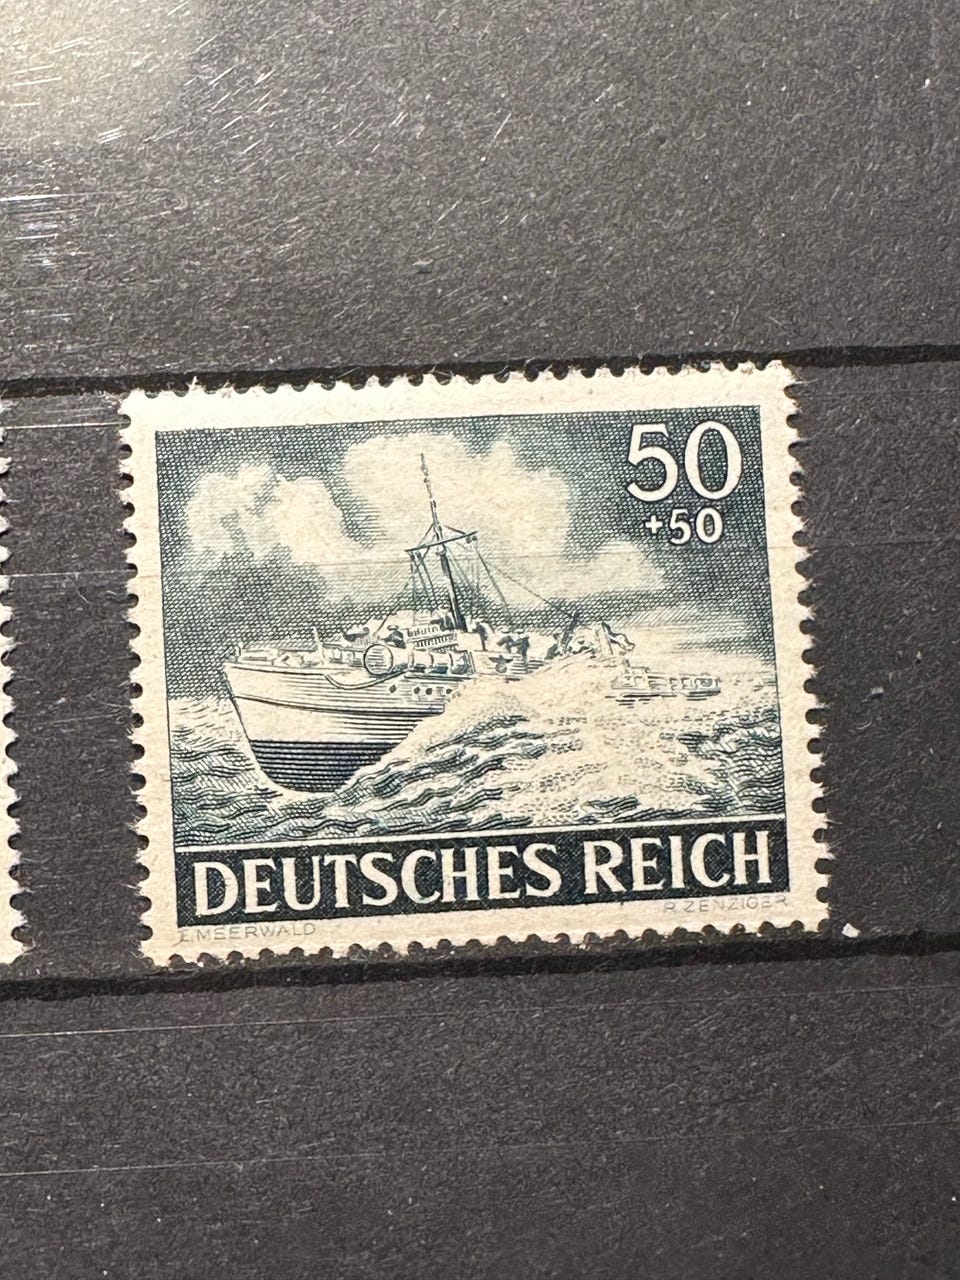 50
+50
DEUTSCHES REICH
E. MEERWALD
R. ZENZIGER